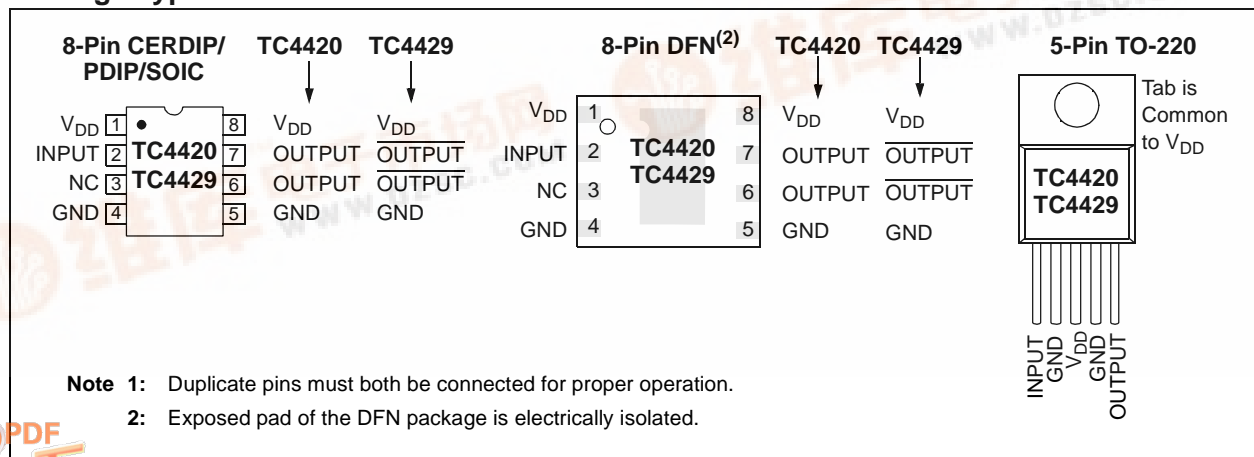 8-Pin CERDIP/ PDIP/SOIC
TC4420 TC4429
VDD 1 8 VDD VDD
INPUT 2 TC4420 7 OUTPUT OUTPUT
NC 3 TC4429 6 OUTPUT OUTPUT
GND 4 5 GND GND
8-Pin DFN(2)
TC4420 TC4429
VDD 1 8 VDD VDD
INPUT 2 TC4420 7 OUTPUT OUTPUT
TC4429
NC 3 6 OUTPUT OUTPUT
GND 4 5 GND GND
5-Pin TO-220
Tab is
Common
to VDD
TC4420
TC4429
INPUT
GND
VDD
GND
OUTPUT
Note 1: Duplicate pins must both be connected for proper operation.
2: Exposed pad of the DFN package is electrically isolated.
PDF